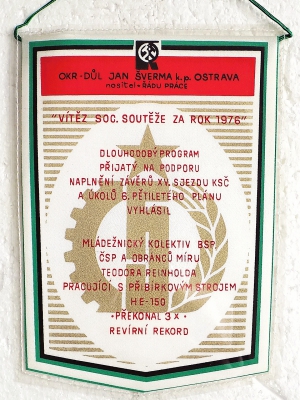 OKR-DŮL JAN ŠVERMA k.p. OSTRAVA
nositel • ŘÁDU PRÁCE
"VÍTĚZ SOC. SOUTĚŽE ZA ROK 1976"
DLOUHODOBÝ PROGRAM
PŘIJATÝ NA PODPORU
NAPLNĚNÍ ZÁVĚRŮ XV. SJEZDU KSČ
A ÚKOLŮ 6. PĚTILETÉHO PLÁNU
VYHLÁSIL
MLÁDEŽNICKÝ KOLEKTIV BSP,
ČSP A OBRÁNCŮ MÍRU
TEODORA REINHOLDA
PRACUJÍCÍ S PŘIBÍRKOVÝM STROJEM
HE-150
•PŘEKONAL 3×•
REVÍRNÍ REKORD